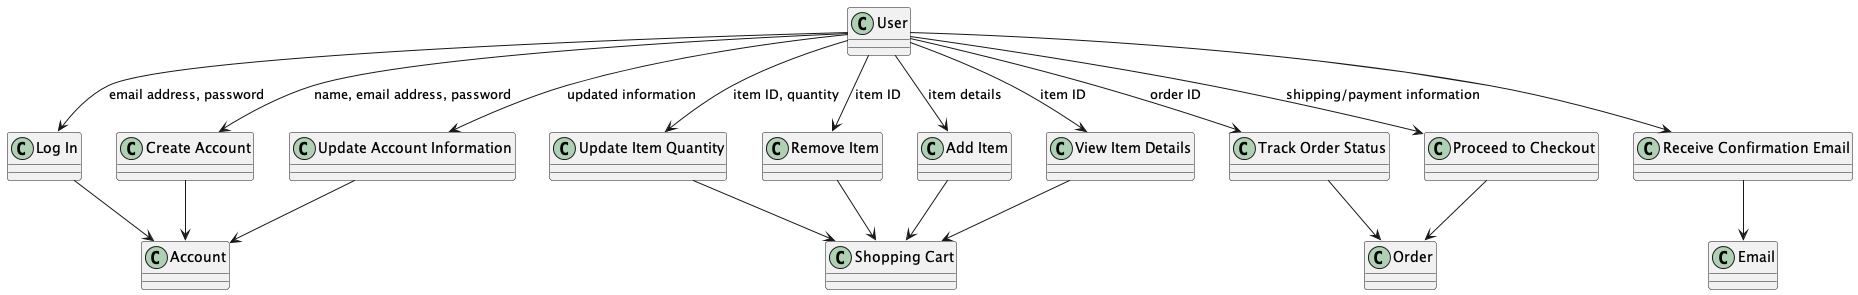 C User
email address, password
name, email address, password
updated information
item ID, quantity
item ID
item details
item ID
order ID
shipping/payment information
C Log In
C Create Account
C Update Account Information
C Update Item Quantity
C Remove Item
C Add Item
C View Item Details
C Track Order Status
C Proceed to Checkout
C Receive Confirmation Email
C Account
C Shopping Cart
C Order
C Email